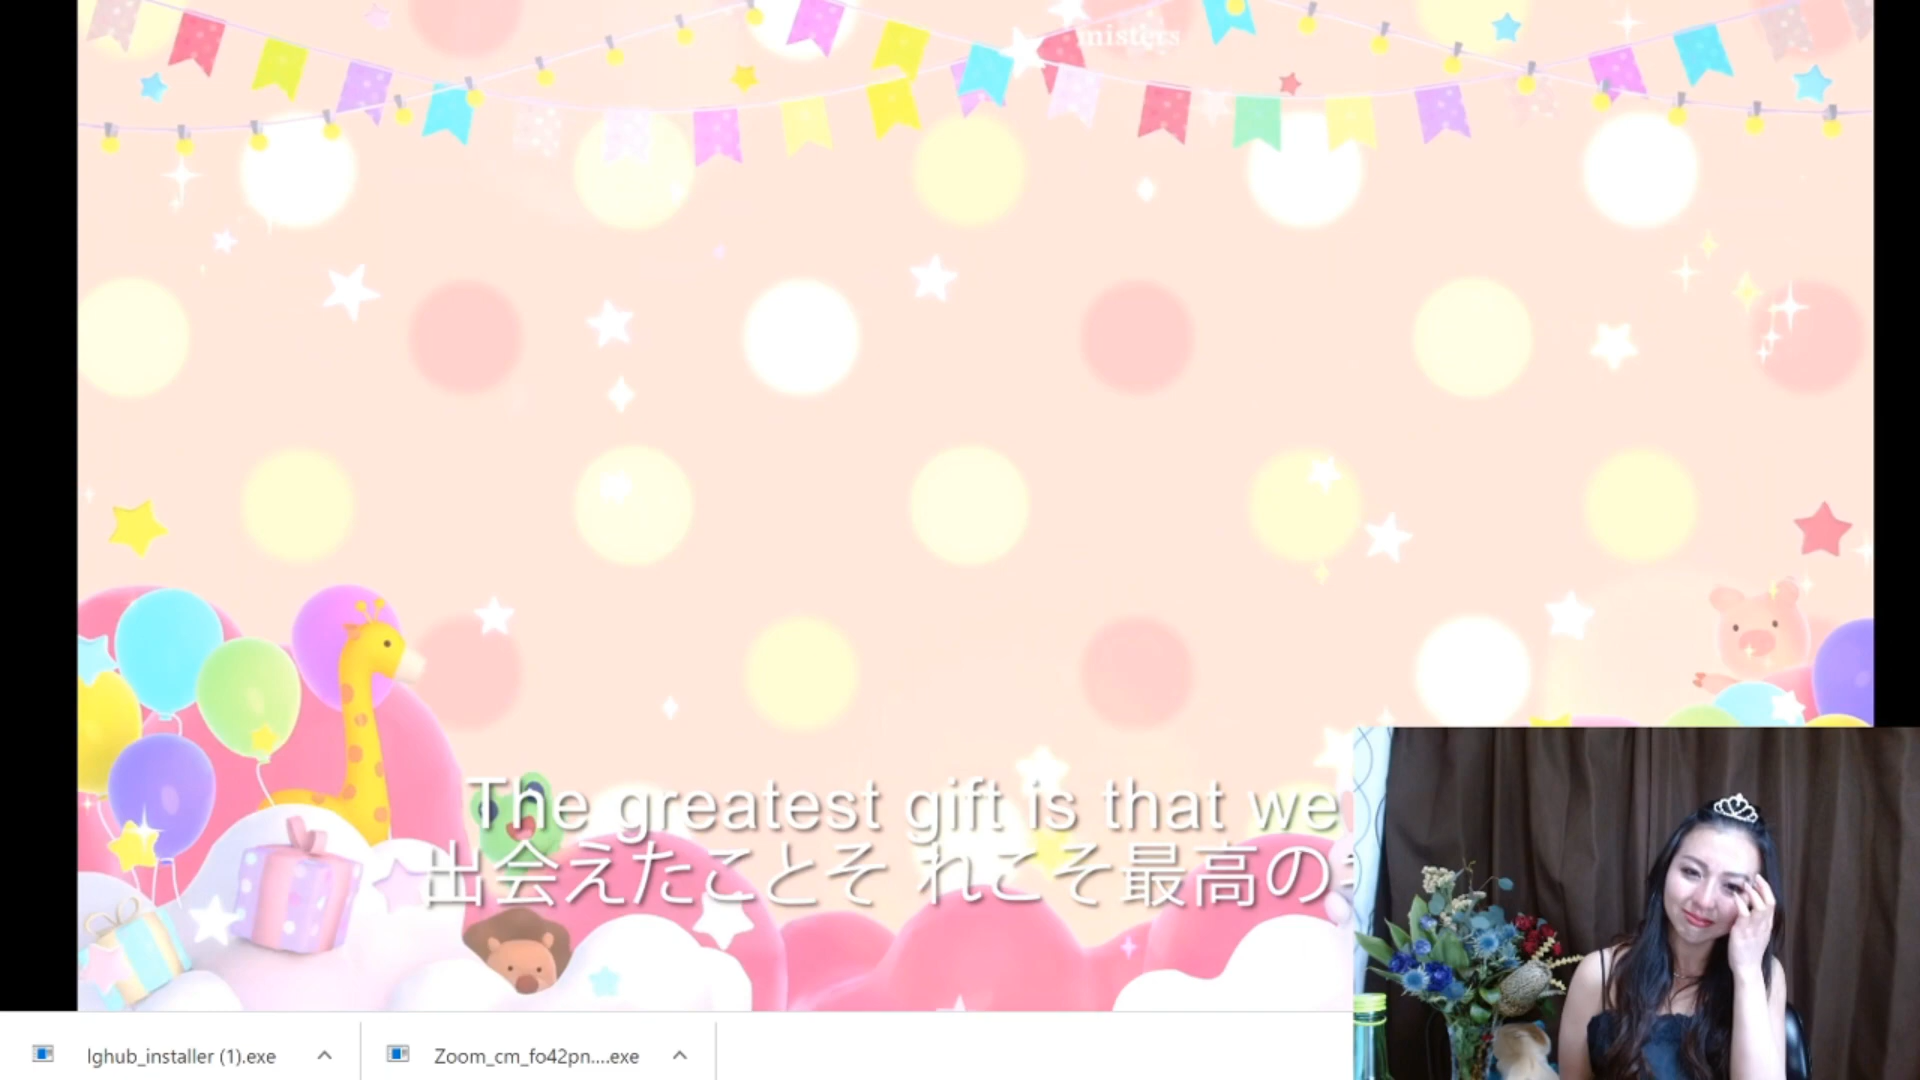 misters
The greatest gift is that we
出会えたことそ れこそ最高の
lghub_installer (1).exe
Zoom_cm_fo42pn....exe